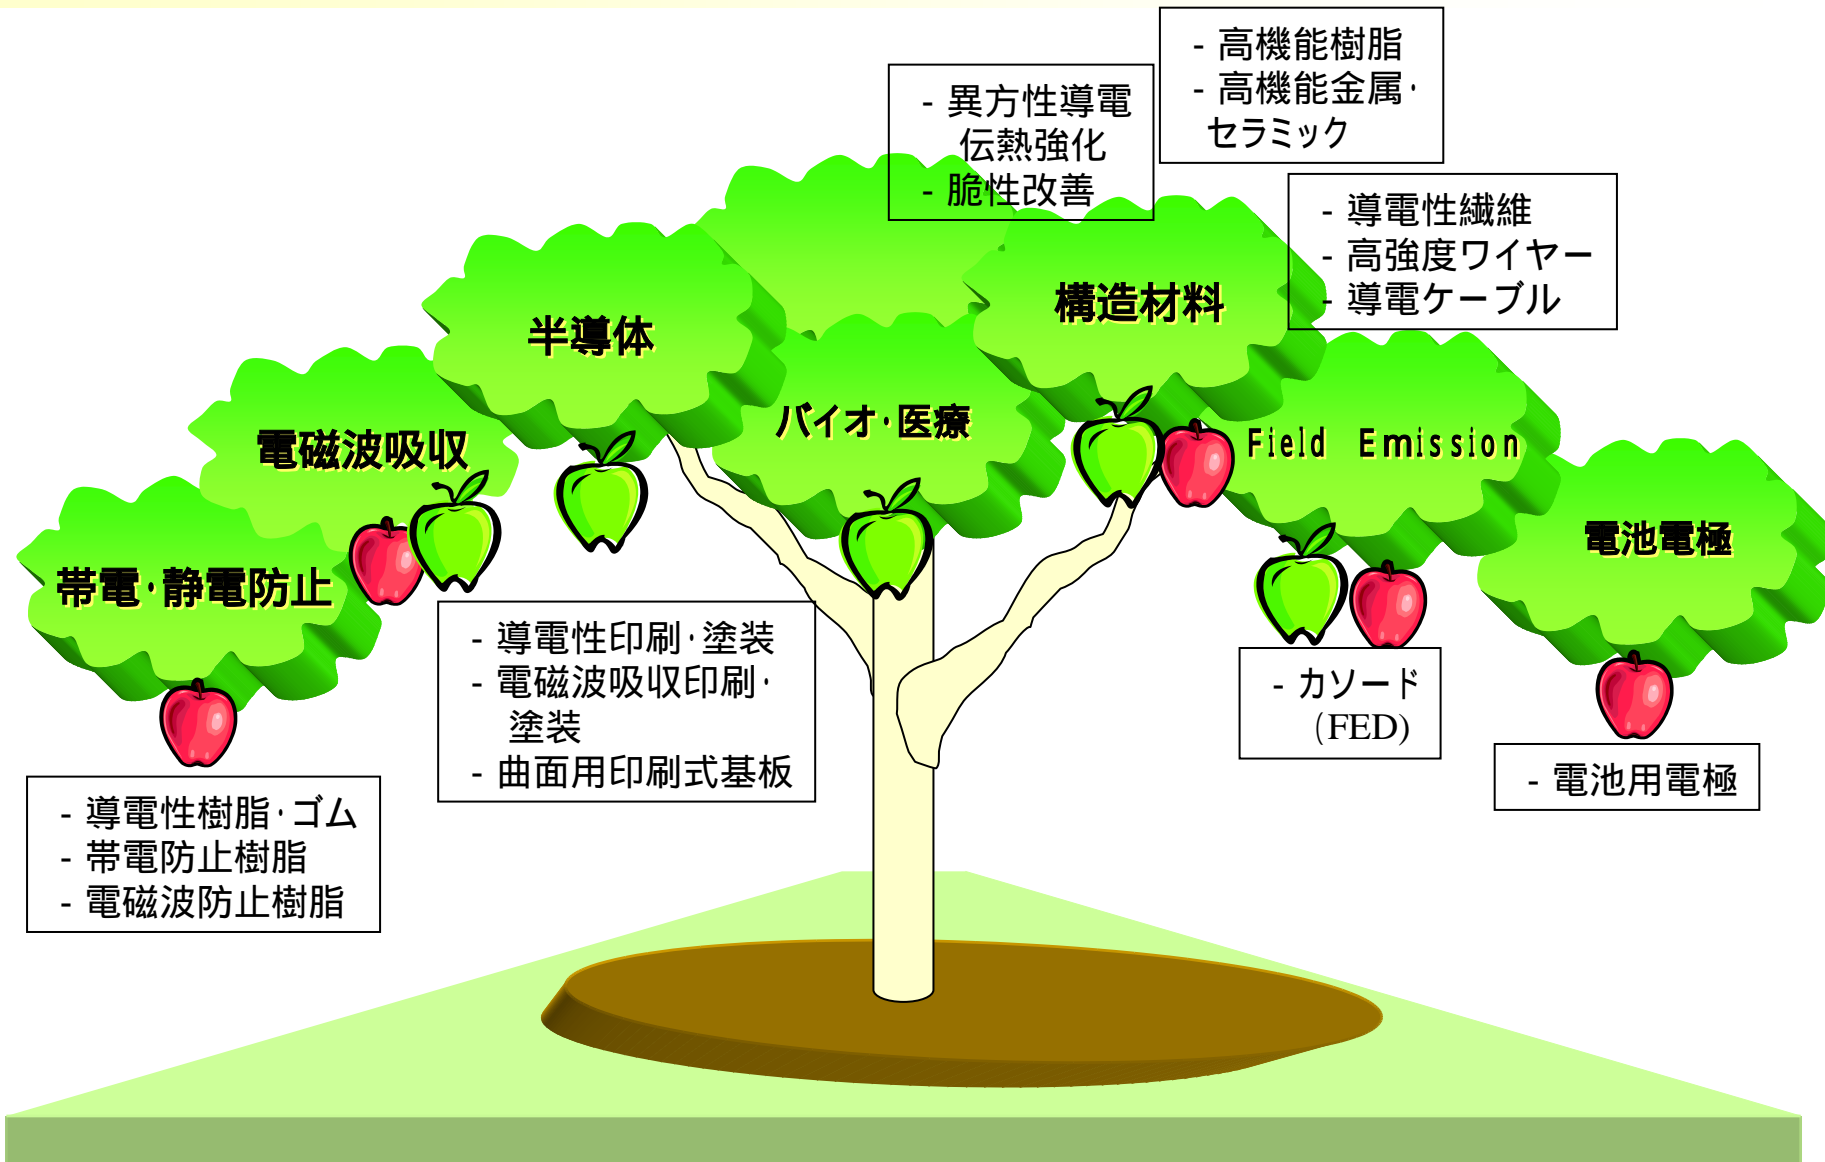 - 高機能樹脂
- 高機能金属・
セラミック
- 異方性導電
伝熱強化
- 脆性改善
- 導電性繊維
- 高強度ワイヤー
- 導電ケーブル
構造材料
半導体
バイオ・医療
電磁波吸収
Field Emission
電池電極
帯電・静電防止
- 導電性印刷・塗装
- 電磁波吸収印刷・
塗装
- 曲面用印刷式基板
- カソード
(FED)
- 電池用電極
- 導電性樹脂・ゴム
- 帯電防止樹脂
- 電磁波防止樹脂